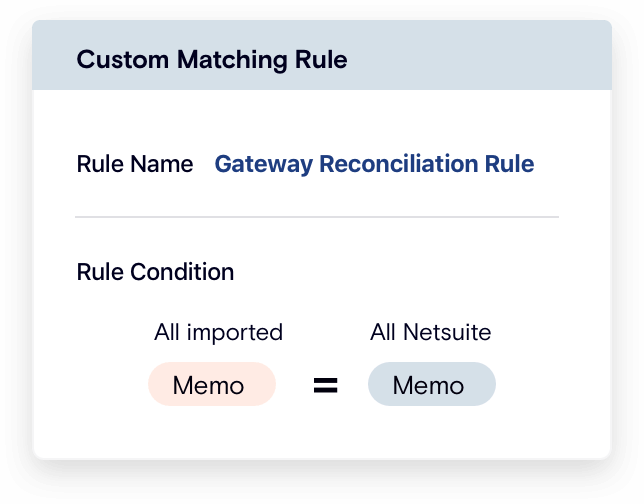 Custom Matching Rule
Rule Name Gateway Reconciliation Rule
Rule Condition
All imported All Netsuite
Memo = Memo